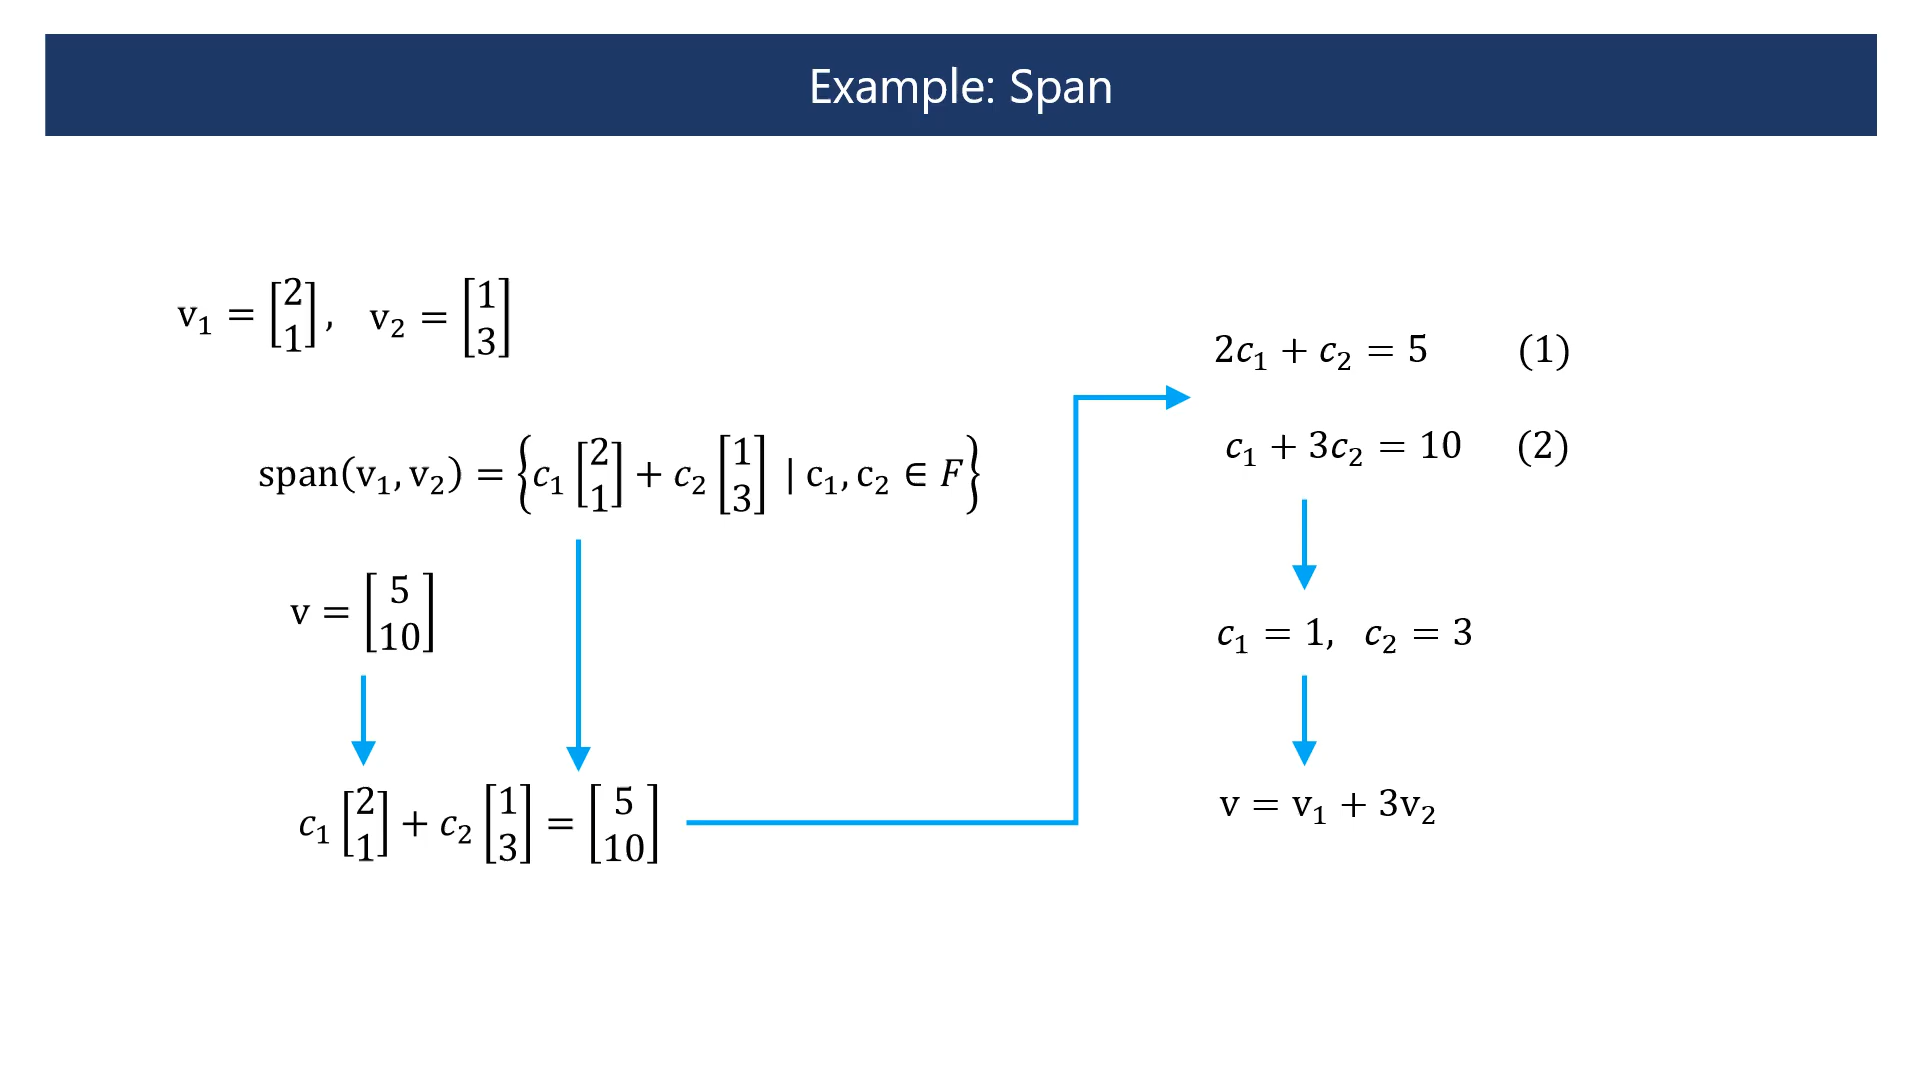 Example: Span
v₁ = [2 1], v₂ = [1 3]
span(v₁, v₂) = {c₁ [2 1] + c₂ [1 3] | c₁, c₂ ∈ F}
v = [5 10]
c₁ [2 1] + c₂ [1 3] = [5 10]
2c₁ + c₂ = 5 (1)
c₁ + 3c₂ = 10 (2)
c₁ = 1, c₂ = 3
v = v₁ + 3v₂